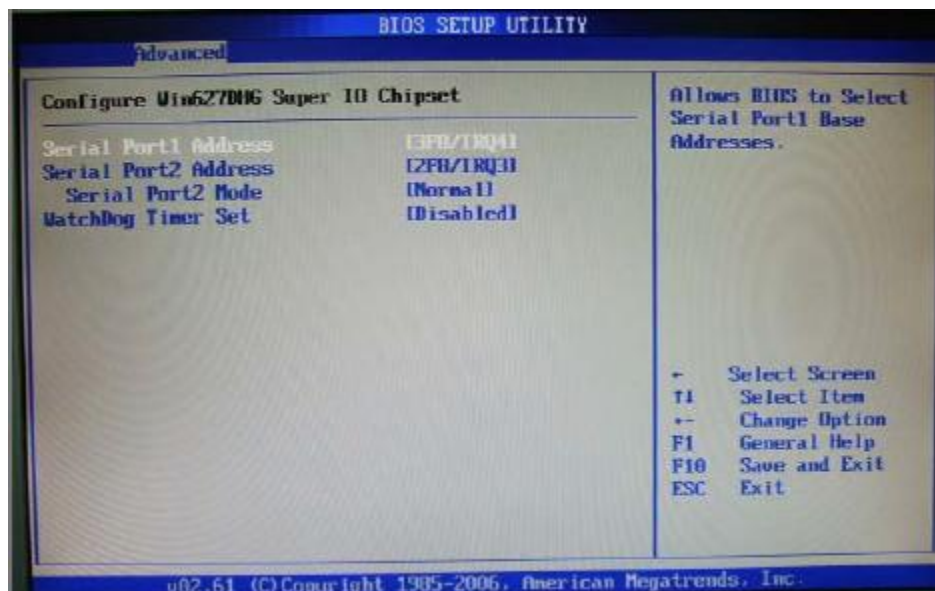 BIOS SETUP UTILITY
Advanced
Configure Win627DHG Super IO Chipset
Serial Port1 Address [3F8/IRQ4]
Serial Port2 Address [2F8/IRQ3]
Serial Port2 Mode [Normal]
WatchDog Timer Set [Disabled]
Allows BIOS to Select
Serial Port1 Base
Addresses.
← Select Screen
↑↓ Select Item
+- Change Option
F1 General Help
F10 Save and Exit
ESC Exit
v02.61 (C)Copyright 1985-2006, American Megatrends, Inc.